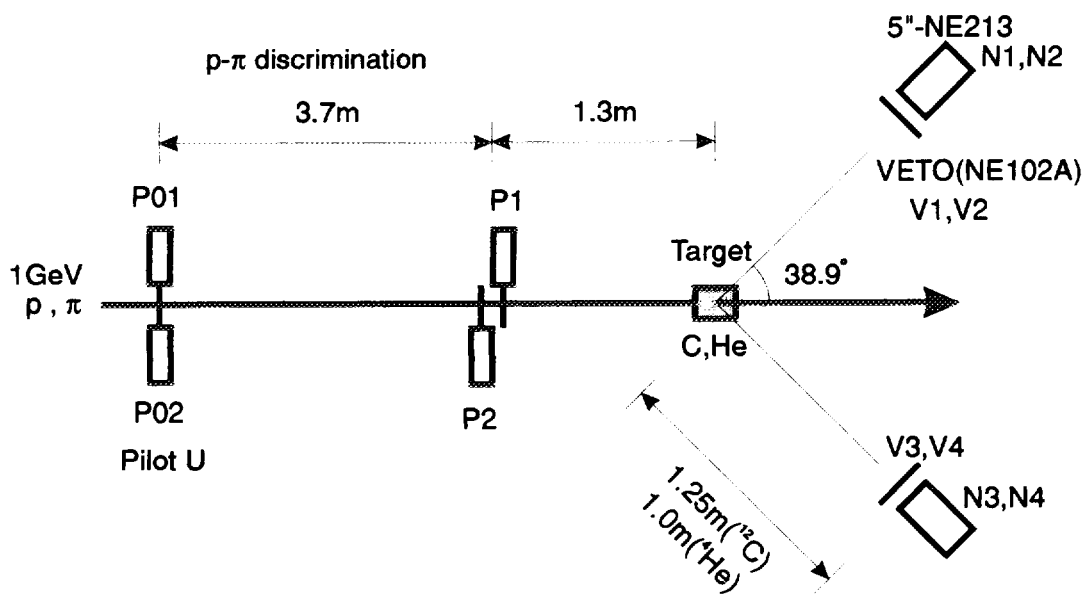 5"-NE213
N1,N2
p-π discrimination
3.7m
1.3m
VETO(NE102A)
V1,V2
P01
P1
Target
38.9°
1GeV
p , π
C,He
P02
P2
Pilot U
V3,V4
N3,N4
1.25m(¹²C)
1.0m(⁴He)